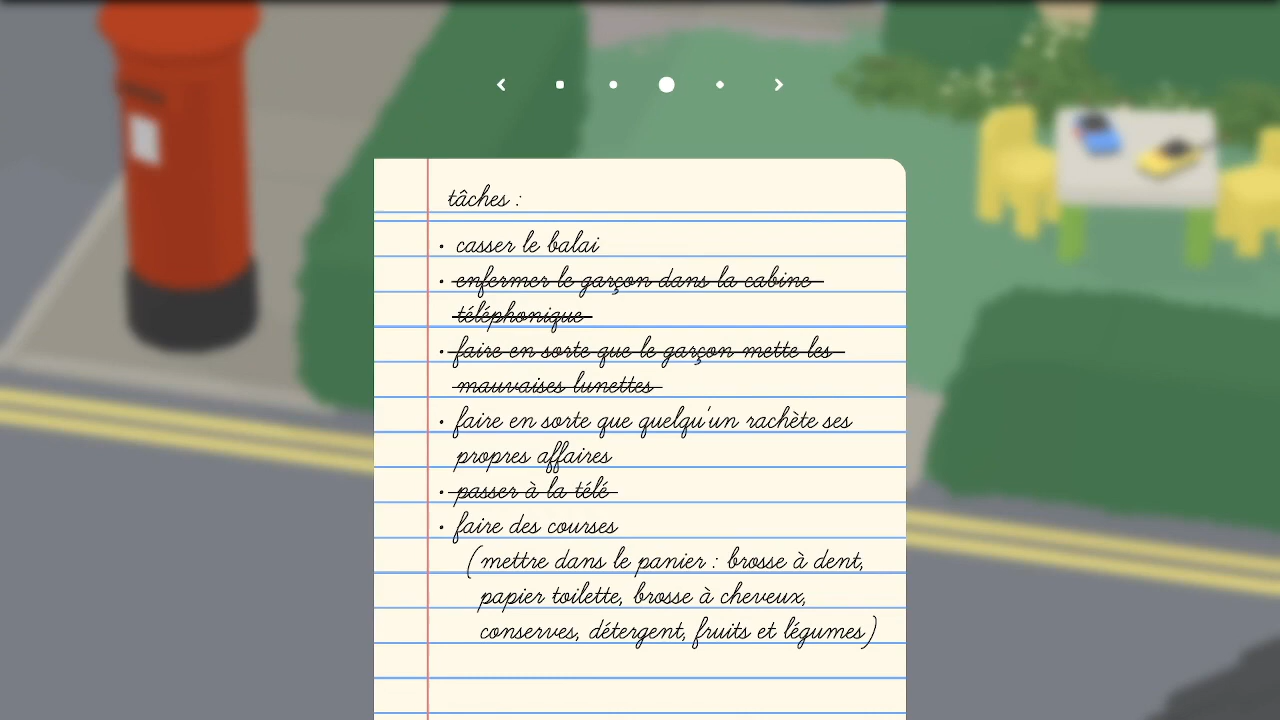 tâches :
• casser le balai
• enfermer le garçon dans la cabine
téléphonique
• faire en sorte que le garçon mette les
mauvaises lunettes
• faire en sorte que quelqu'un rachète ses
propres affaires
• passer à la télé
• faire des courses
(mettre dans le panier : brosse à dent,
papier toilette, brosse à cheveux,
conserves, détergent, fruits et légumes)